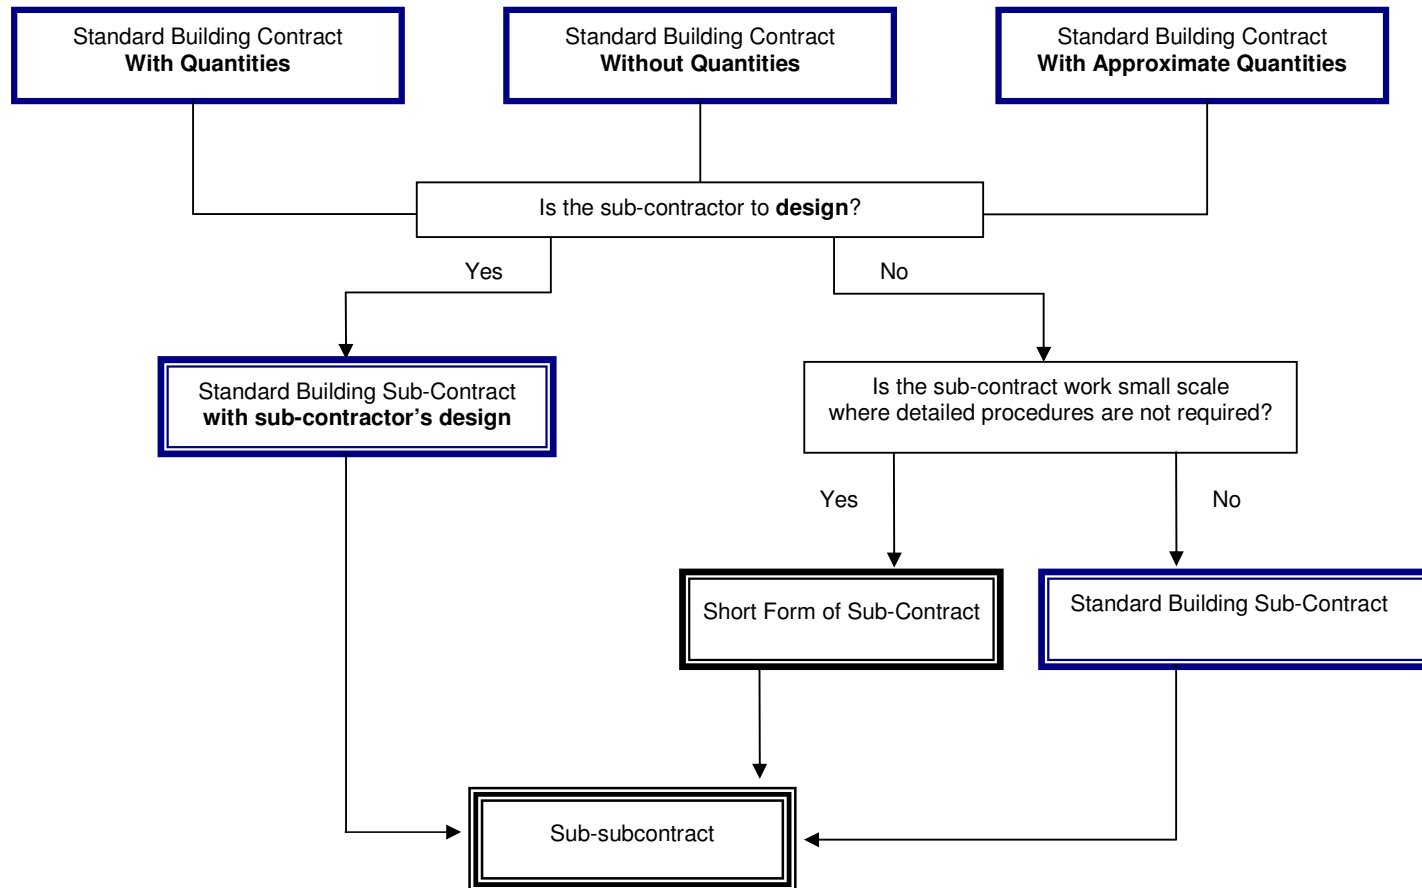 Standard Building Contract
With Quantities
Standard Building Contract
Without Quantities
Standard Building Contract
With Approximate Quantities
Is the sub-contractor to design?
Yes
No
Standard Building Sub-Contract
with sub-contractor’s design
Is the sub-contract work small scale
where detailed procedures are not required?
Yes
No
Short Form of Sub-Contract
Standard Building Sub-Contract
Sub-subcontract